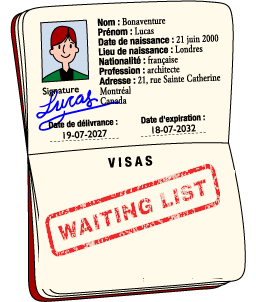 Nom : Bonaventure
Prénom : Lucas
Date de naissance : 21 juin 2000
Lieu de naissance : Londres
Nationalité : française
Profession : architecte
Adresse : 21, rue Sainte Catherine
Montréal
Canada
Signature
Lucas
Date de délivrance :
19-07-2027
Date d'expiration :
18-07-2032
VISAS
WAITING LIST